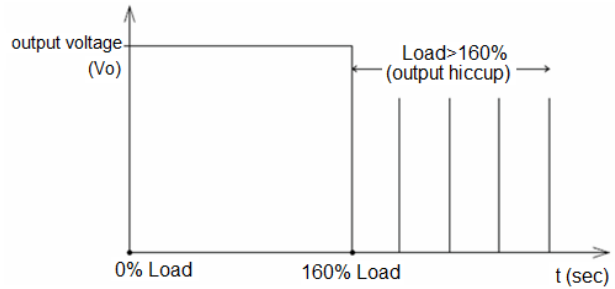 output voltage
(Vo)
Load>160%
(output hiccup)
0% Load
160% Load
t (sec)